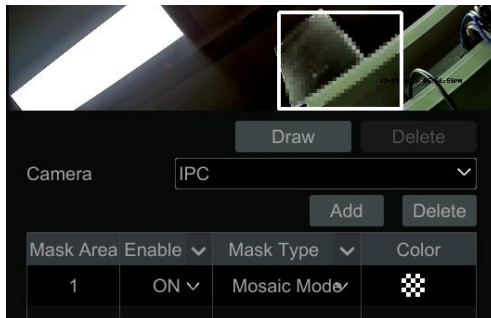 Draw Delete
Camera IPC
Add Delete
Mask Area Enable Mask Type Color
1 ON Mosaic Mode